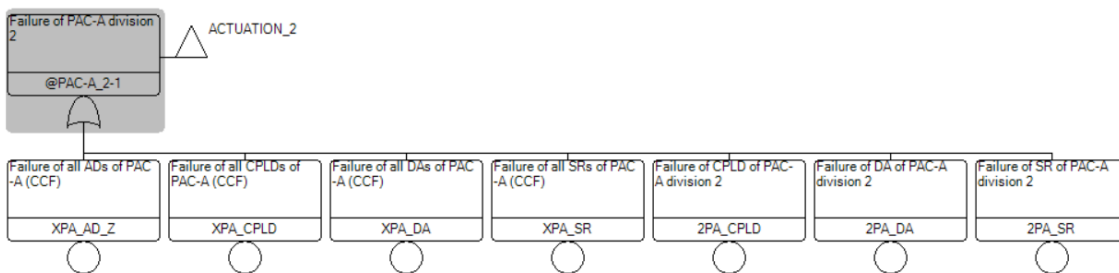 Failure of PAC-A division
2
@PAC-A_2-1
ACTUATION_2
Failure of all ADs of PAC
-A (CCF)
XPA_AD_Z
Failure of all CPLDs of
PAC-A (CCF)
XPA_CPLD
Failure of all DAs of PAC
-A (CCF)
XPA_DA
Failure of all SRs of PAC
-A (CCF)
XPA_SR
Failure of CPLD of PAC-
A division 2
2PA_CPLD
Failure of DA of PAC-A
division 2
2PA_DA
Failure of SR of PAC-A
division 2
2PA_SR